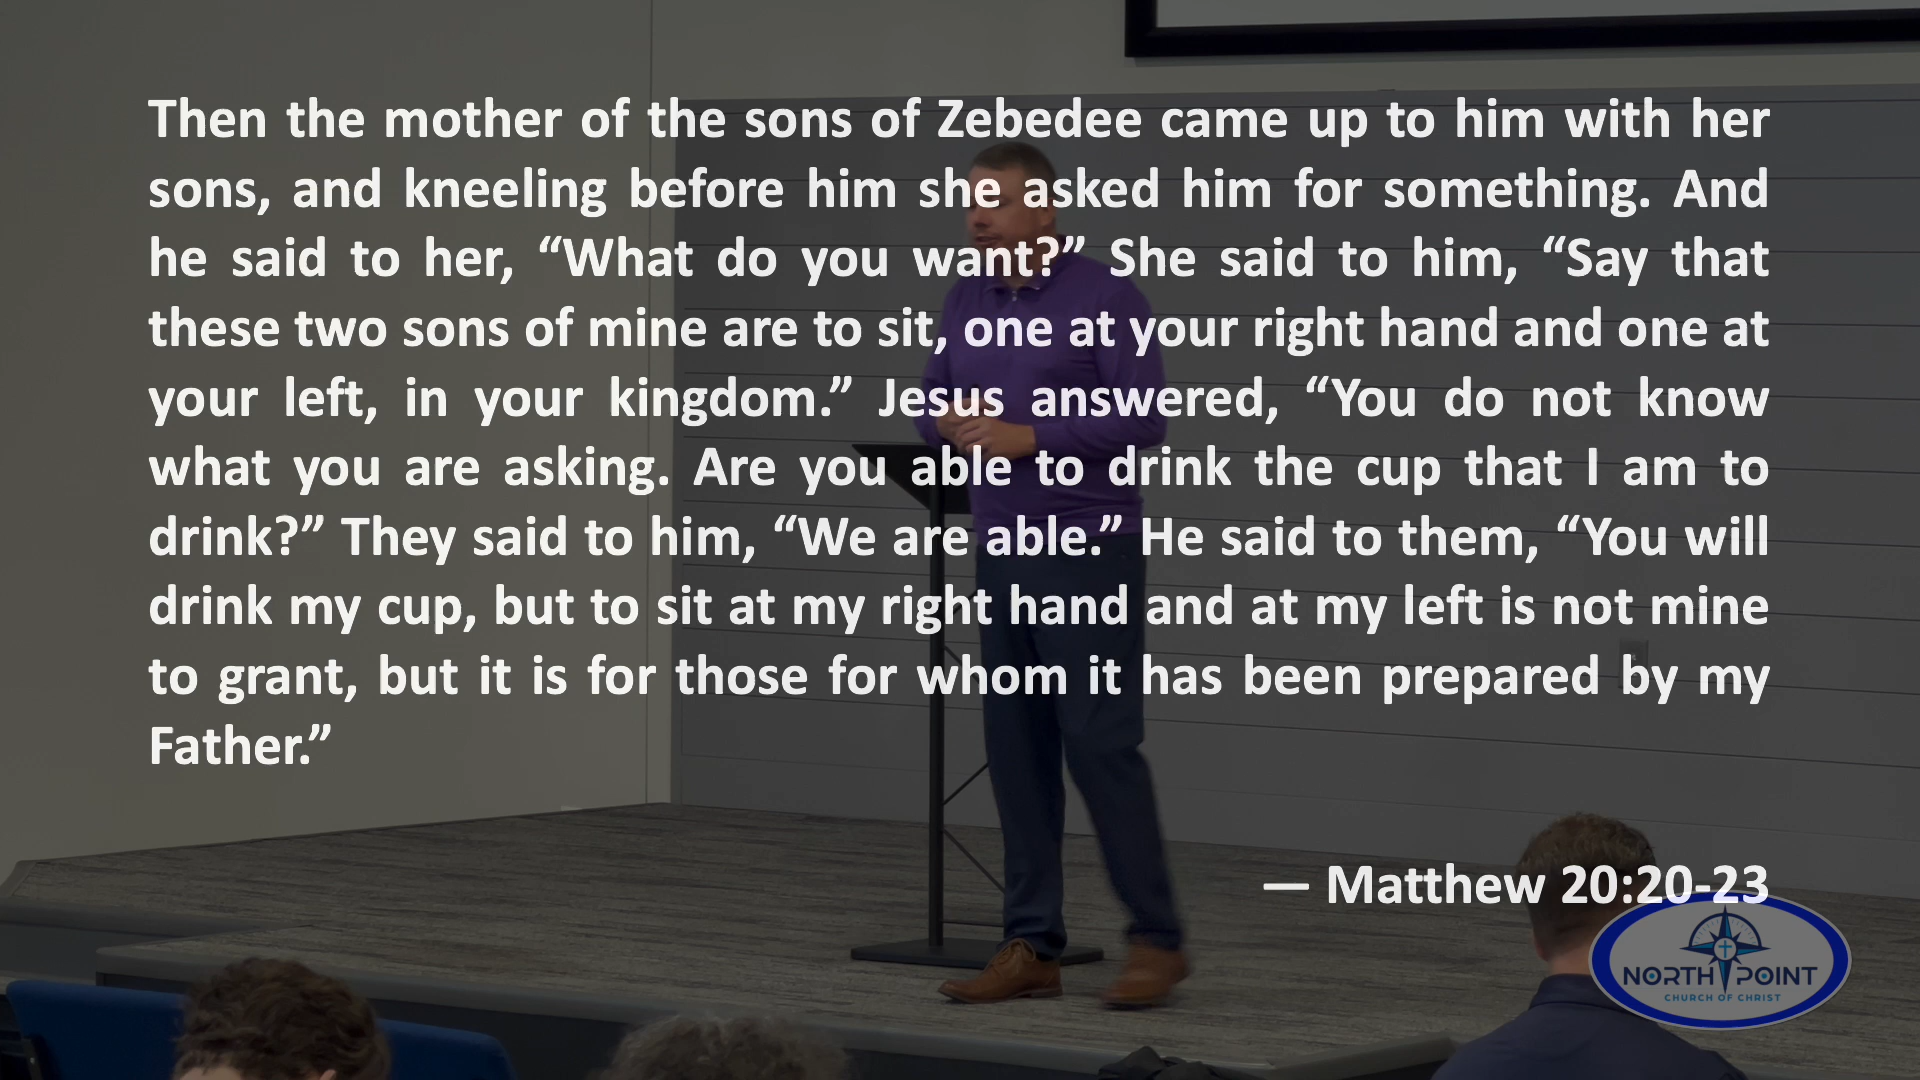 Then the mother of the sons of Zebedee came up to him with her
sons, and kneeling before him she asked him for something. And
he said to her, “What do you want?” She said to him, “Say that
these two sons of mine are to sit, one at your right hand and one at
your left, in your kingdom.” Jesus answered, “You do not know
what you are asking. Are you able to drink the cup that I am to
drink?” They said to him, “We are able.” He said to them, “You will
drink my cup, but to sit at my right hand and at my left is not mine
to grant, but it is for those for whom it has been prepared by my
Father.”
— Matthew 20:20-23
NORTH POINT
CHURCH OF CHRIST